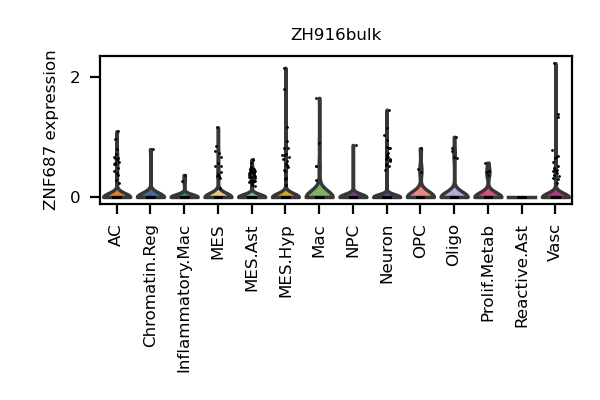 ZH916bulk
ZNF687 expression
2
0
AC
Chromatin.Reg
Inflammatory.Mac
MES
MES.Ast
MES.Hyp
Mac
NPC
Neuron
OPC
Oligo
Prolif.Metab
Reactive.Ast
Vasc